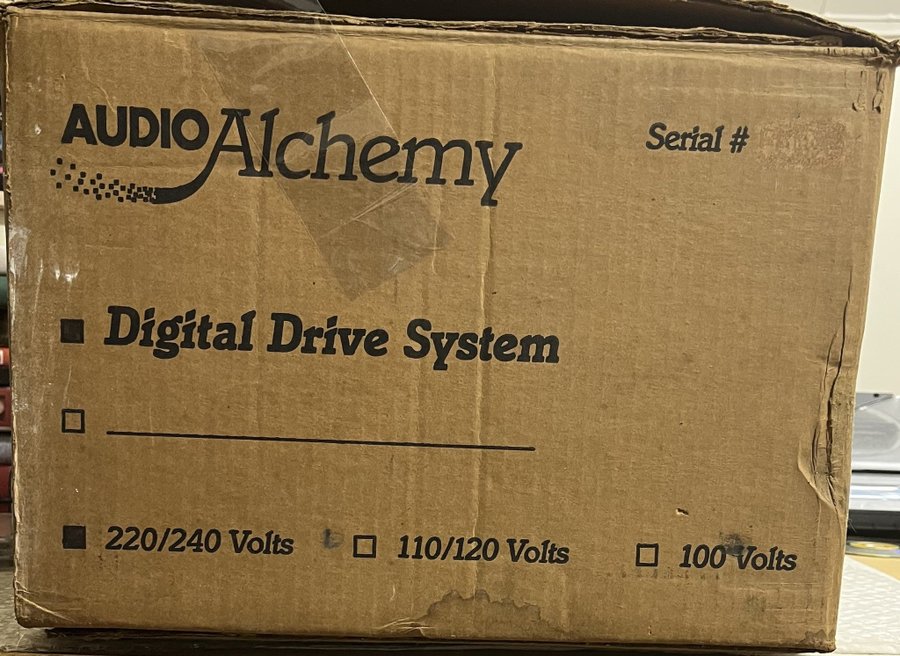 AUDIO Alchemy
Serial #
Digital Drive System
220/240 Volts
110/120 Volts
100 Volts